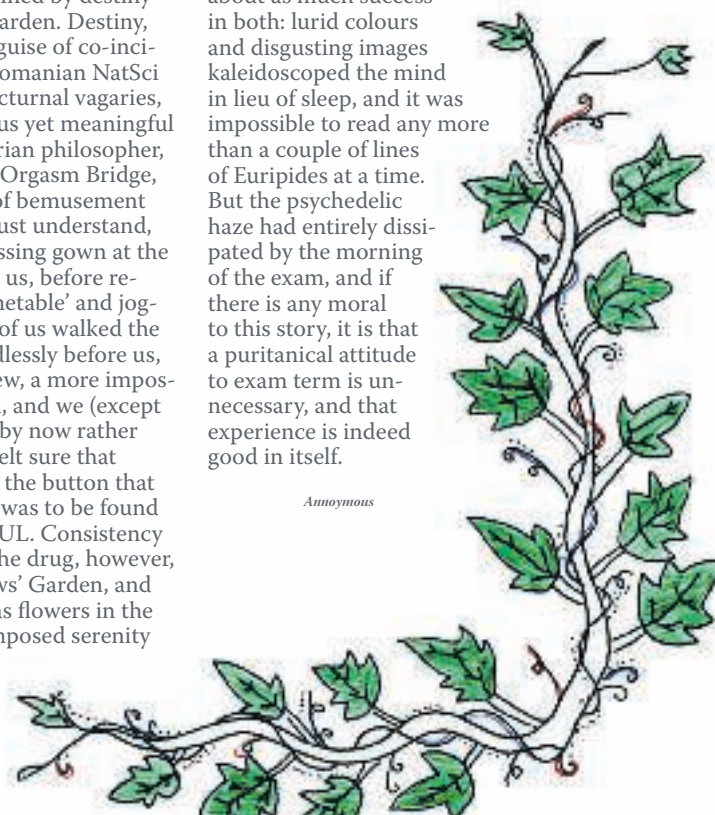 ined by destiny
arden. Destiny,
guise of co-inci-
omanian NatSci
cturnal vagaries,
us yet meaningful
rian philosopher,
Orgasm Bridge,
of bemusement
ust understand,
ssing gown at the
us, before re-
netable’ and jog-
of us walked the
dlessly before us,
ew, a more impos-
, and we (except
by now rather
elt sure that
the button that
was to be found
UL. Consistency
he drug, however,
ws’ Garden, and
as flowers in the
mposed serenity
about as much success
in both: lurid colours
and disgusting images
kaleidoscoped the mind
in lieu of sleep, and it was
impossible to read any more
than a couple of lines
of Euripides at a time.
But the psychedelic
haze had entirely dissi-
pated by the morning
of the exam, and if
there is any moral
to this story, it is that
a puritanical attitude
to exam term is un-
necessary, and that
experience is indeed
good in itself.
Annoymous